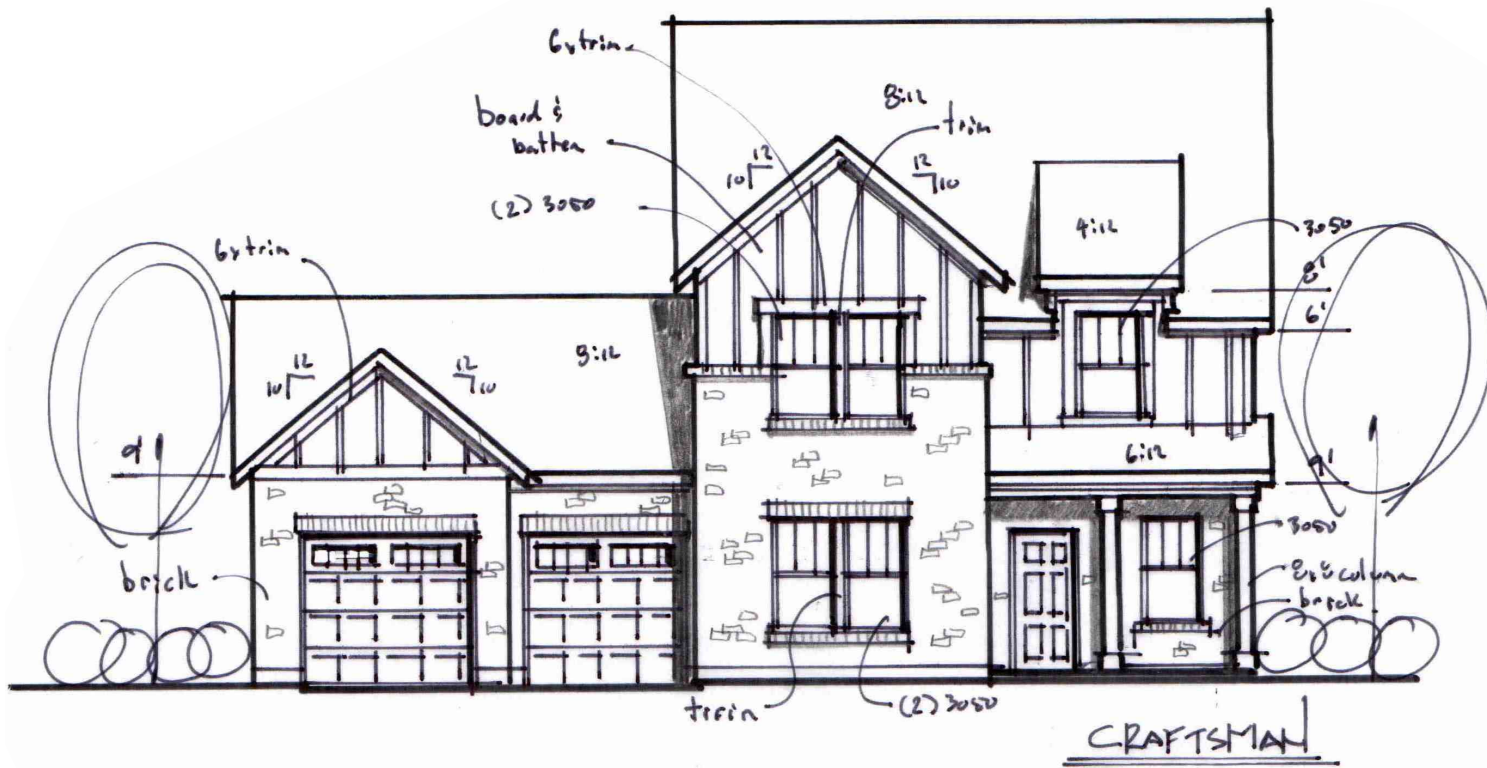 6x trim
8:12
board &
batten
trim
12
10
12
10
(2) 3050
4:12
3050
8'
6'
6x trim
12
10
12
10
8:12
9'
6:12
9'
3050
8x8 column
brick
brick
trim
(2) 3050
CRAFTSMAN